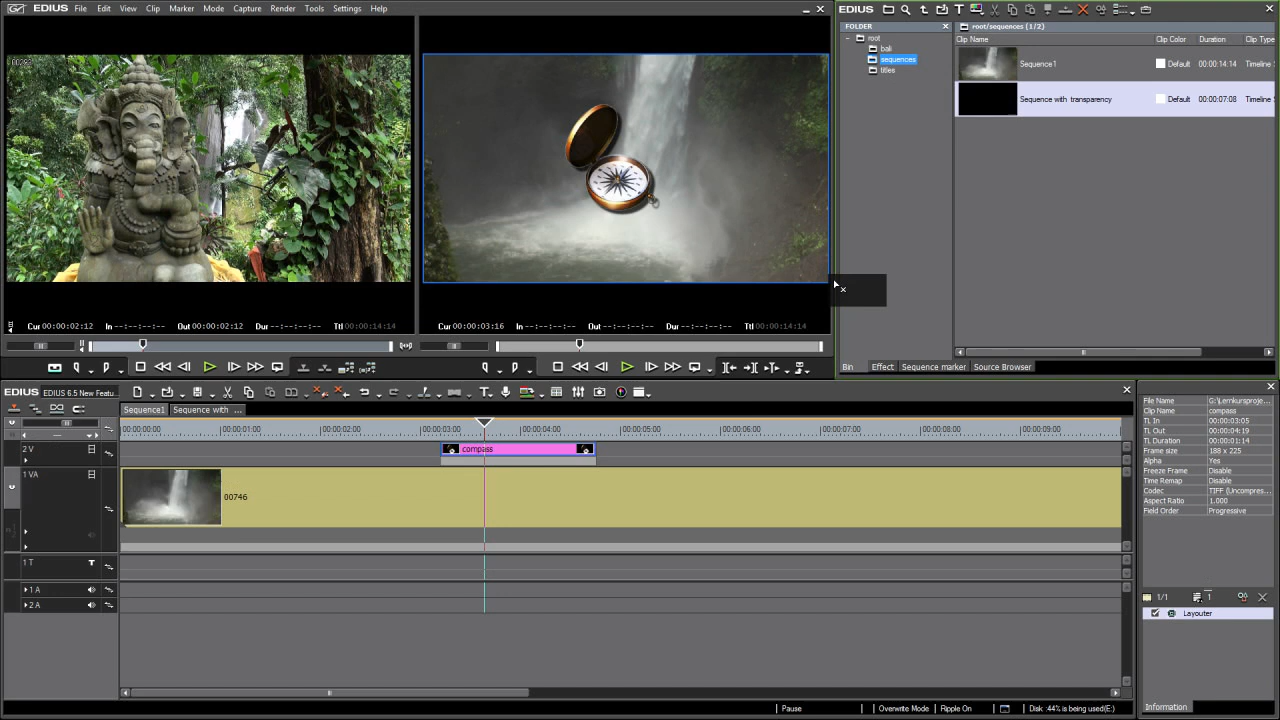 EDIUS File Edit View Clip Marker Mode Capture Render Tools Settings Help
EDIUS
FOLDER
root
bali
sequences
titles
root/sequences (1/2)
Clip Name Clip Color Duration Clip Type
Sequence1 Default 00:00:14:14 Timeline
Sequence with transparency Default 00:00:07:08 Timeline
Bin Effect Sequence marker Source Browser
Cur 00:00:02:12 In --:--:--:-- Out 00:00:02:12 Dur --:--:--:-- Ttl 00:00:14:14
Cur 00:00:03:16 In --:--:--:-- Out --:--:--:-- Dur --:--:--:-- Ttl 00:00:14:14
EDIUS EDIUS 6.5 New Featu...
Sequence1 Sequence with ...
00:00:00:00 00:00:01:00 00:00:02:00 00:00:03:00 00:00:04:00 00:00:05:00 00:00:06:00 00:00:07:00 00:00:08:00 00:00:09:00
2 V
compass
1 VA
00746
1 T
T
1 A
2 A
File Name G:\Lernkursproje...
Clip Name compass
TL In 00:00:03:05
TL Out 00:00:04:19
TL Duration 00:00:01:14
Frame size 188 x 225
Alpha Yes
Freeze Frame Disable
Time Remap Disable
Codec TIFF (Uncompres...
Aspect Ratio 1.000
Field Order Progressive
1/1 1
Layouter
Information
Pause Overwrite Mode Ripple On Disk :44% is being used(E:)